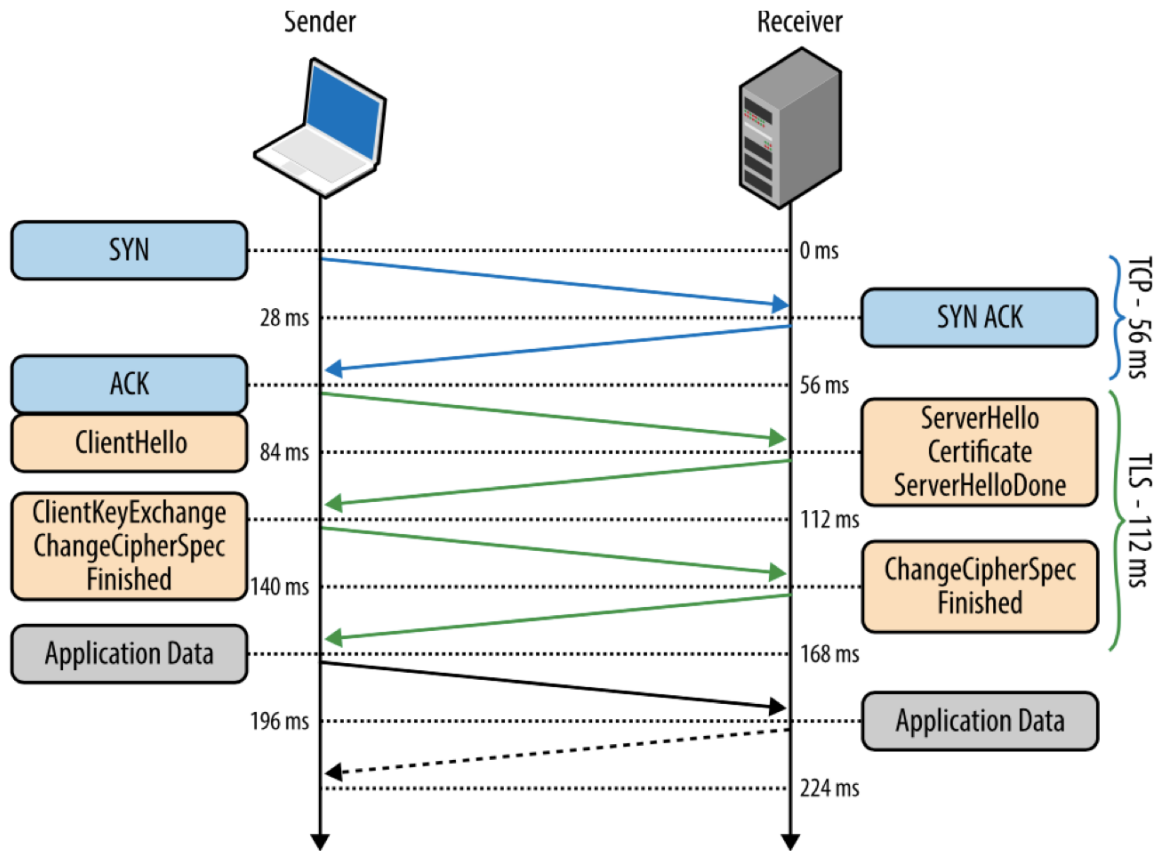 Sender
Receiver
SYN
0 ms
28 ms
SYN ACK
TCP - 56 ms
ACK
56 ms
ClientHello
84 ms
ServerHello
Certificate
ServerHelloDone
TLS - 112 ms
ClientKeyExchange
ChangeCipherSpec
Finished
112 ms
140 ms
ChangeCipherSpec
Finished
Application Data
168 ms
196 ms
Application Data
224 ms